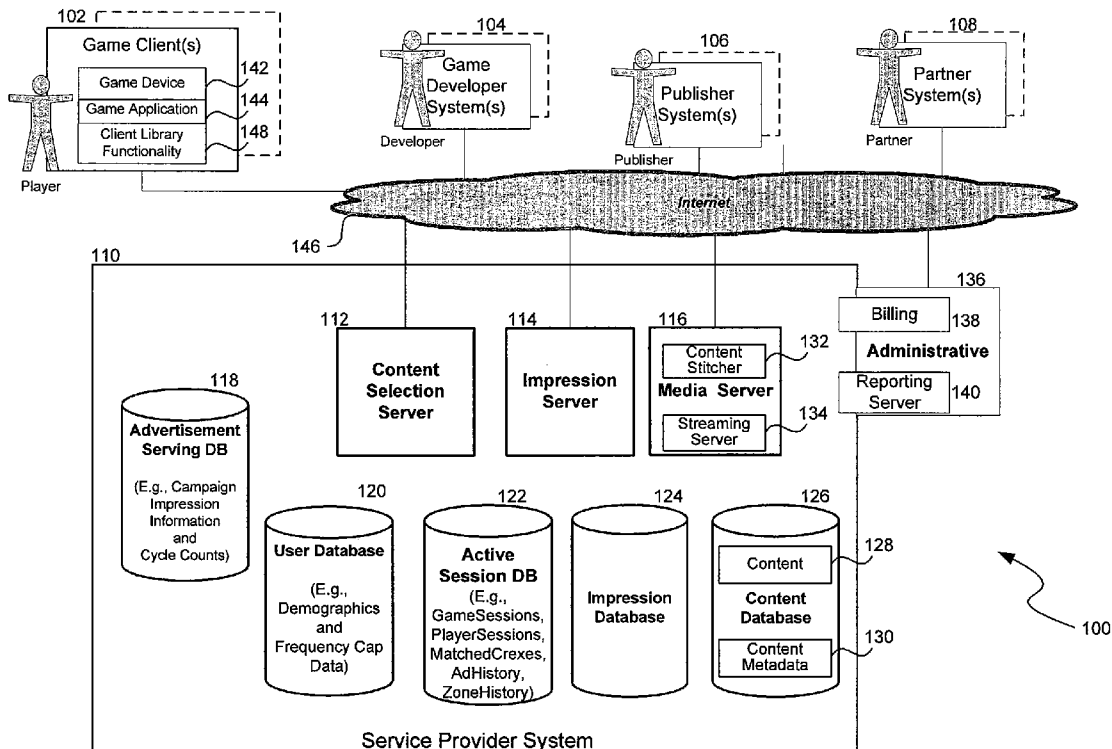 102
Game Client(s)
Game Device
142
Game Application
144
Client Library
Functionality
148
Player
104
Game
Developer
System(s)
Developer
106
Publisher
System(s)
Publisher
108
Partner
System(s)
Partner
Internet
146
110
112
Content
Selection
Server
114
Impression
Server
116
Content
Stitcher
132
Media Server
Streaming
Server
134
136
Billing
138
Administrative
Reporting
Server
140
118
Advertisement
Serving DB
(E.g., Campaign
Impression
Information
and
Cycle Counts)
120
User Database
(E.g.,
Demographics
and
Frequency Cap
Data)
122
Active
Session DB
(E.g.,
GameSessions,
PlayerSessions,
MatchedCrexes,
AdHistory,
ZoneHistory)
124
Impression
Database
126
Content
128
Content
Database
Content
Metadata
130
100
Service Provider System